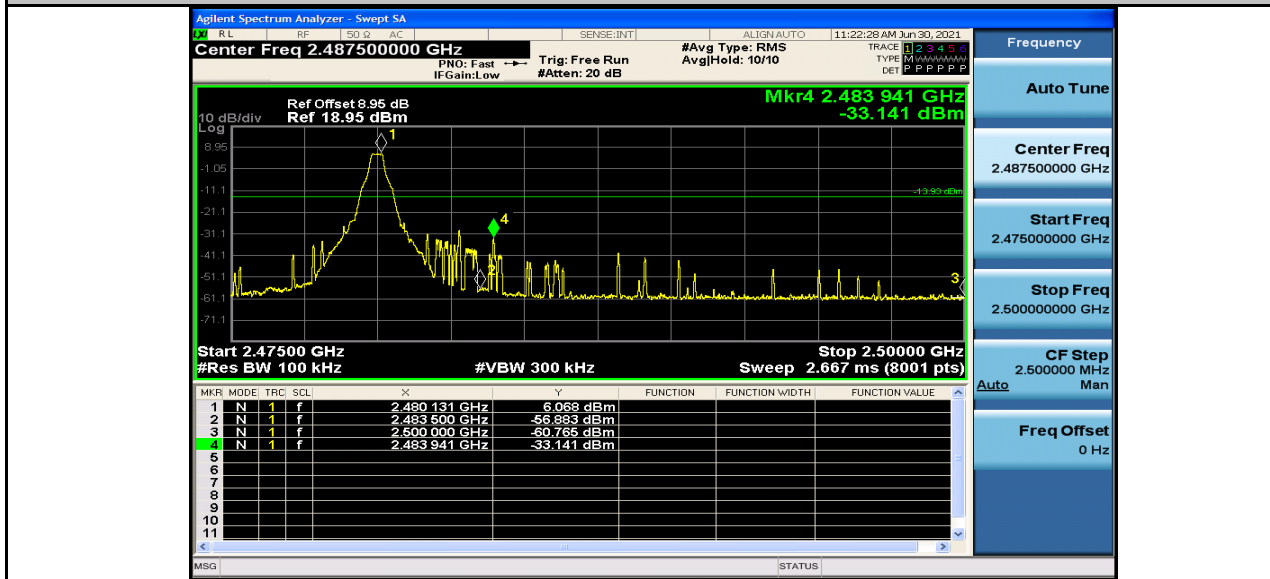 Agilent Spectrum Analyzer - Swept SA
LXI RL RF 50 Ω AC SENSE:INT ALIGN AUTO 11:22:28 AM Jun 30, 2021
Center Freq 2.487500000 GHz
PNO: Fast
IFGain:Low
Trig: Free Run
#Atten: 20 dB
#Avg Type: RMS
Avg|Hold: 10/10
TRACE 1 2 3 4 5 6
TYPE M WWWWW
DET P P P P P P
Mkr4 2.483 941 GHz
-33.141 dBm
Ref Offset 8.95 dB
10 dB/div Ref 18.95 dBm
Log
8.95
-1.05
-11.1
-21.1
-31.1
-41.1
-51.1
-61.1
-71.1
1
4
2
3
-13.93 dBm
Start 2.47500 GHz Stop 2.50000 GHz
#Res BW 100 kHz #VBW 300 kHz Sweep 2.667 ms (8001 pts)
MKR MODE TRC SCL X Y FUNCTION FUNCTION WIDTH FUNCTION VALUE
1 N 1 f 2.480 131 GHz 6.068 dBm
2 N 1 f 2.483 500 GHz -56.883 dBm
3 N 1 f 2.500 000 GHz -60.765 dBm
4 N 1 f 2.483 941 GHz -33.141 dBm
5
6
7
8
9
10
11
MSG STATUS
Frequency
Auto Tune
Center Freq
2.487500000 GHz
Start Freq
2.475000000 GHz
Stop Freq
2.500000000 GHz
CF Step
2.500000 MHz
Auto Man
Freq Offset
0 Hz